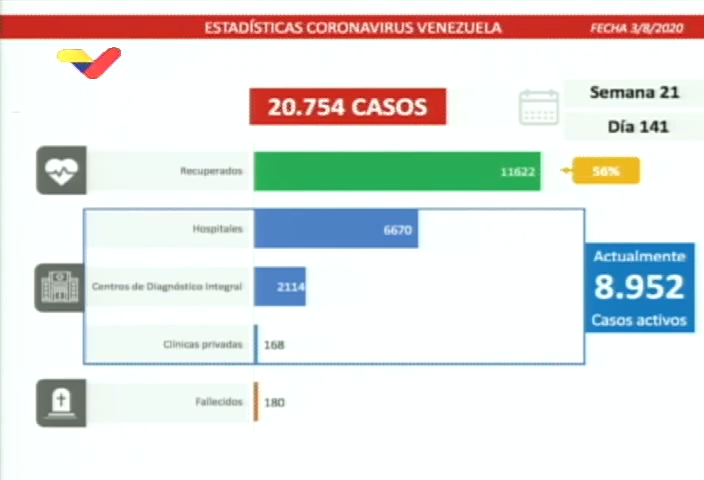 ESTADÍSTICAS CORONAVIRUS VENEZUELA
FECHA 3/8/2020
20.754 CASOS
Semana 21
Día 141
Recuperados
11622
56%
Hospitales
6670
Centros de Diagnóstico Integral
2114
Clínicas privadas
168
Actualmente
8.952
Casos activos
Fallecidos
180